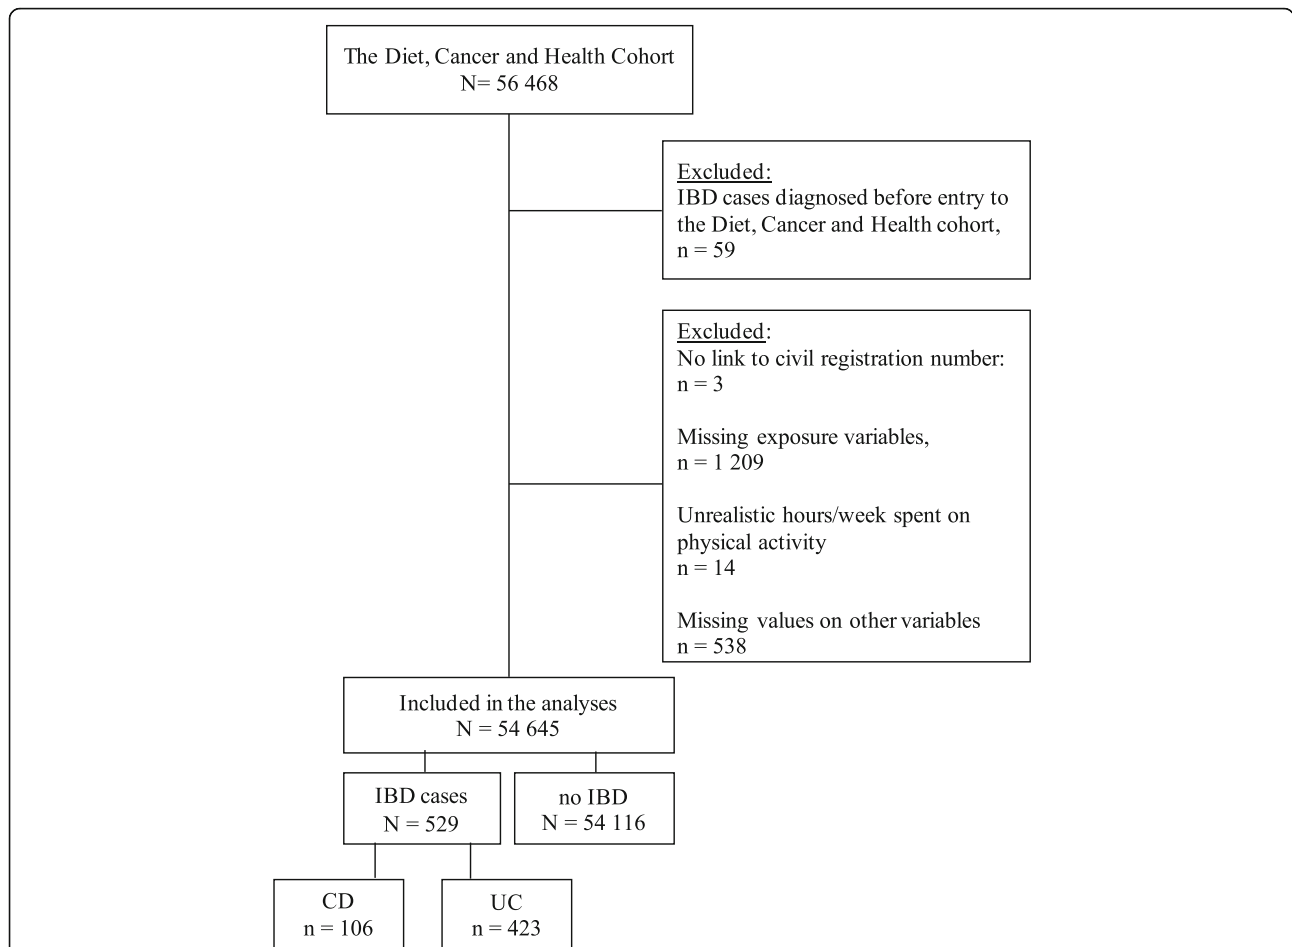 The Diet, Cancer and Health Cohort
N= 56 468
Excluded:
IBD cases diagnosed before entry to
the Diet, Cancer and Health cohort,
n = 59
Excluded:
No link to civil registration number:
n = 3
Missing exposure variables,
n = 1 209
Unrealistic hours/week spent on
physical activity
n = 14
Missing values on other variables
n = 538
Included in the analyses
N = 54 645
IBD cases
N = 529
no IBD
N = 54 116
CD
n = 106
UC
n = 423